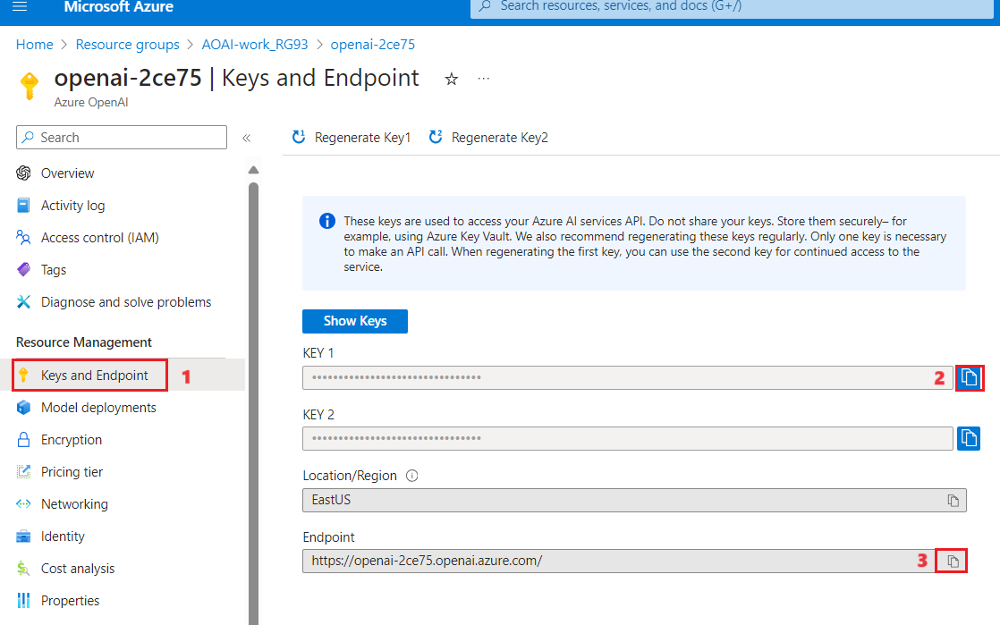 Microsoft Azure
Search resources, services, and docs (G+/)
Home > Resource groups > AOAI-work_RG93 > openai-2ce75
openai-2ce75 | Keys and Endpoint
Azure OpenAI
Search
Regenerate Key1
Regenerate Key2
Overview
Activity log
Access control (IAM)
Tags
Diagnose and solve problems
Resource Management
Keys and Endpoint 1
Model deployments
Encryption
Pricing tier
Networking
Identity
Cost analysis
Properties
These keys are used to access your Azure AI services API. Do not share your keys. Store them securely– for
example, using Azure Key Vault. We also recommend regenerating these keys regularly. Only one key is necessary
to make an API call. When regenerating the first key, you can use the second key for continued access to the
service.
Show Keys
KEY 1
2
KEY 2
Location/Region
EastUS
Endpoint
https://openai-2ce75.openai.azure.com/ 3